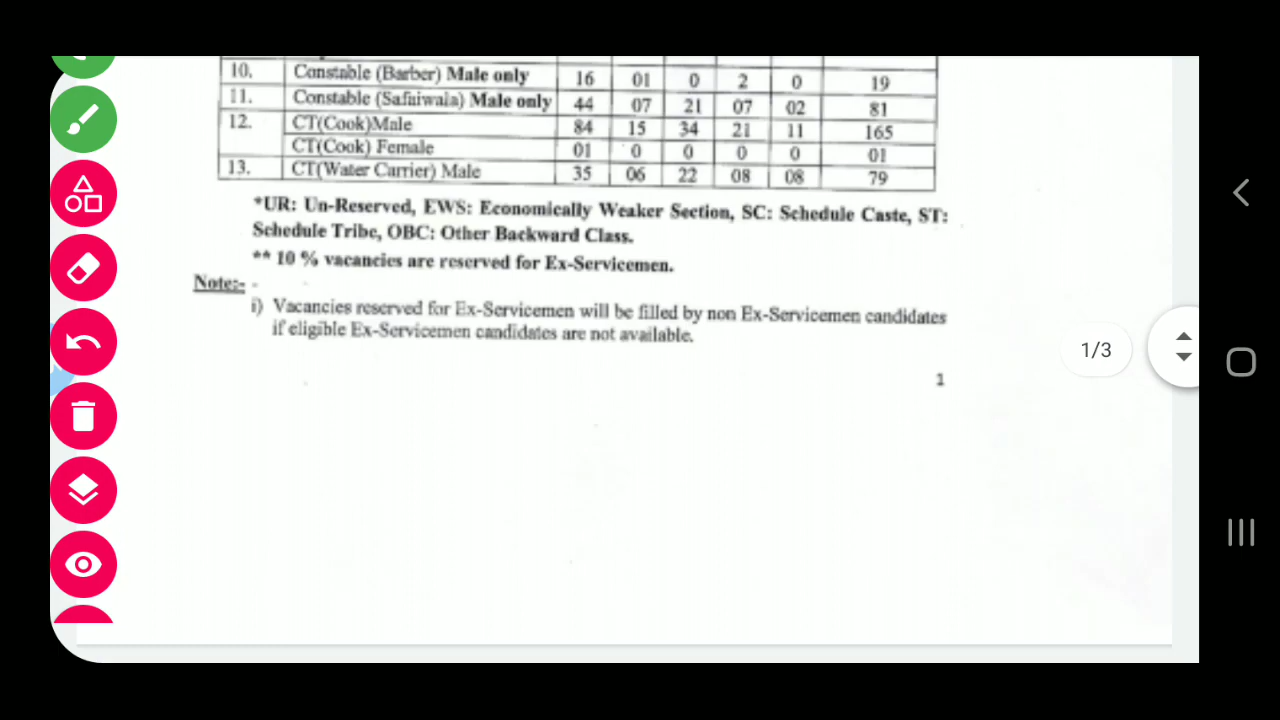 10. Constable (Barber) Male only 16 01 0 2 0 19
11. Constable (Safaiwala) Male only 44 07 21 07 02 81
12. CT(Cook)Male 84 15 34 21 11 165
CT(Cook) Female 01 0 0 0 0 01
13. CT(Water Carrier) Male 35 06 22 08 08 79
*UR: Un-Reserved, EWS: Economically Weaker Section, SC: Schedule Caste, ST:
Schedule Tribe, OBC: Other Backward Class.
** 10 % vacancies are reserved for Ex-Servicemen.
Note:- -
i) Vacancies reserved for Ex-Servicemen will be filled by non Ex-Servicemen candidates
if eligible Ex-Servicemen candidates are not available.
1/3
1